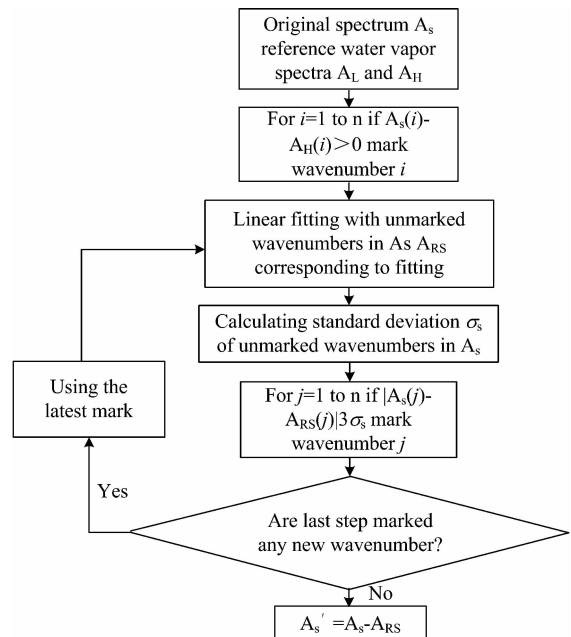 Original spectrum As
reference water vapor
spectra AL and AH
For i=1 to n if As(i)-
AH(i)>0 mark
wavenumber i
Linear fitting with unmarked
wavenumbers in As ARS
corresponding to fitting
Calculating standard deviation σs
of unmarked wavenumbers in As
Using the
latest mark
For j=1 to n if |As(j)-
ARS(j)|3σs mark
wavenumber j
Yes
Are last step marked
any new wavenumber?
No
As′ =As-ARS